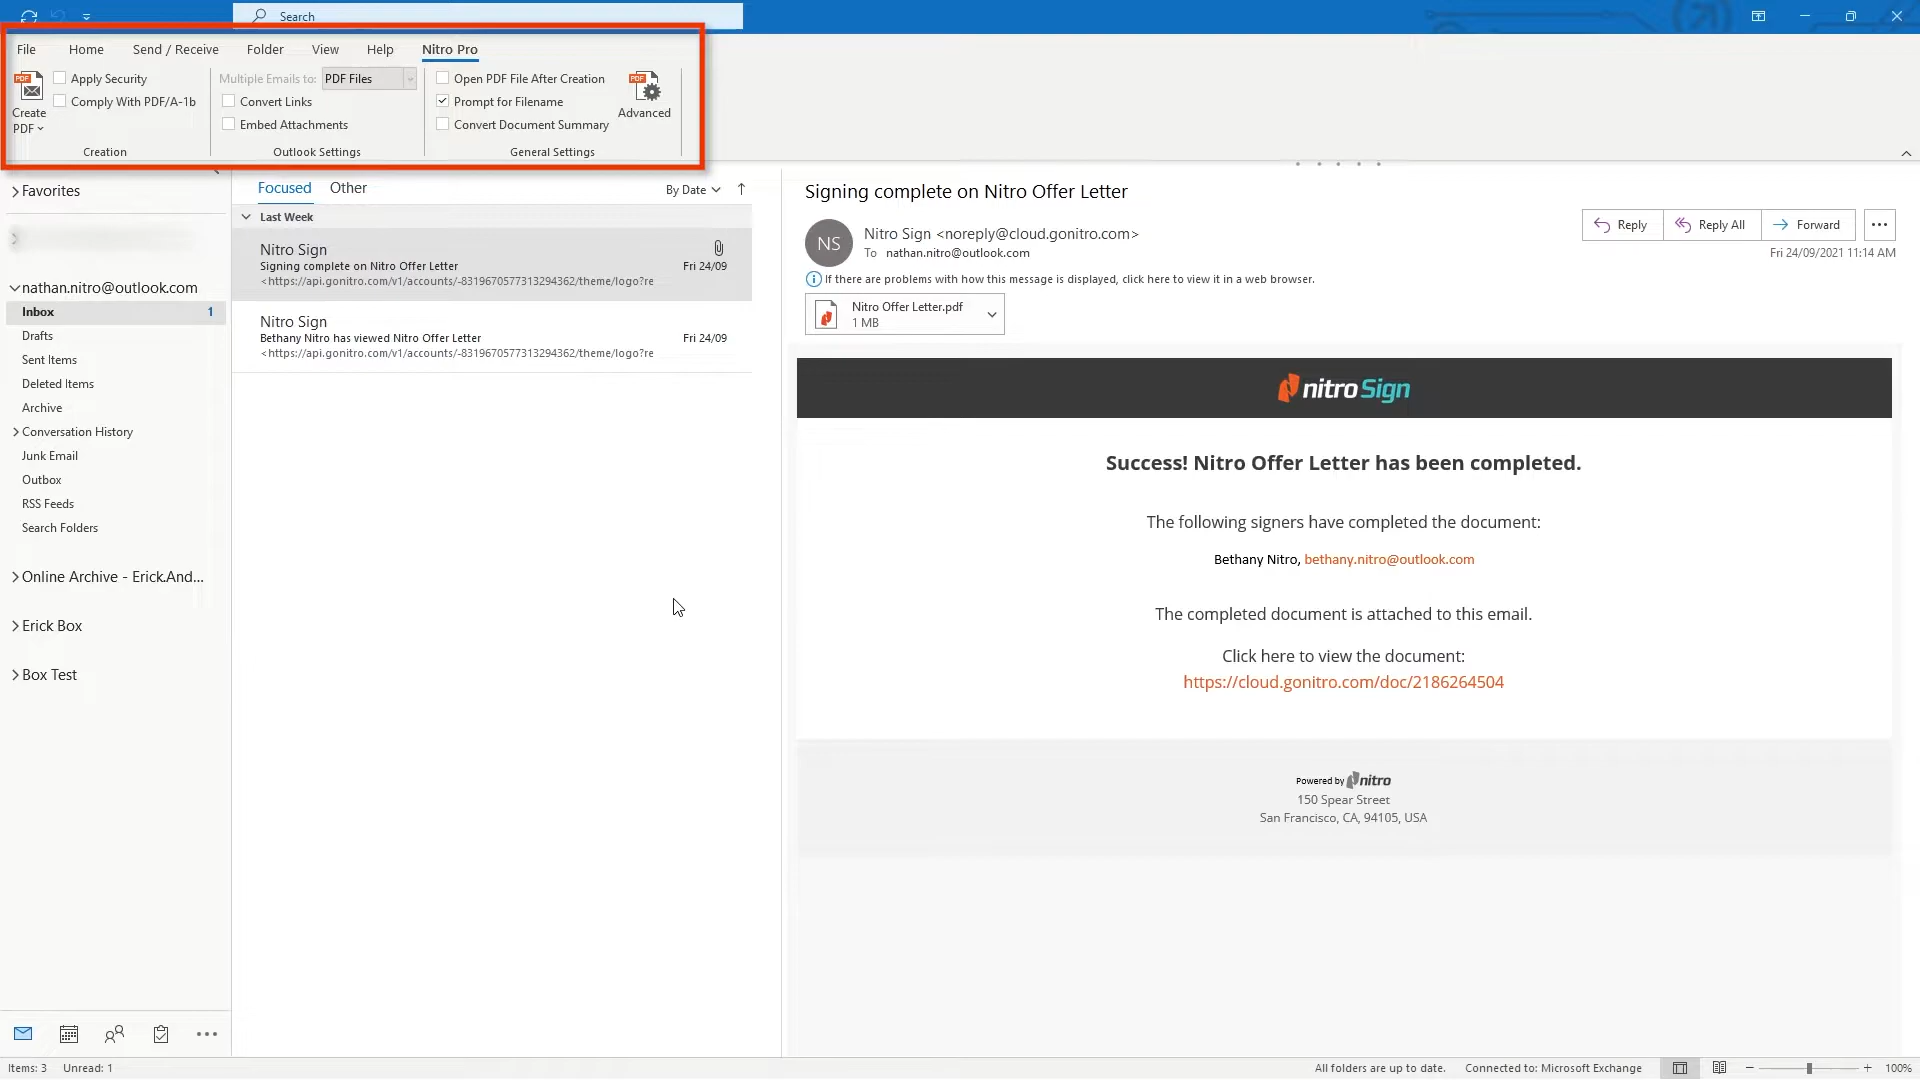 Search
File Home Send / Receive Folder View Help Nitro Pro
Create PDF
Apply Security
Comply With PDF/A-1b
Creation
Multiple Emails to: PDF Files
Convert Links
Embed Attachments
Outlook Settings
Open PDF File After Creation
Prompt for Filename
Convert Document Summary
General Settings
PDF
Advanced
Favorites
nathan.nitro@outlook.com
Inbox 1
Drafts
Sent Items
Deleted Items
Archive
Conversation History
Junk Email
Outbox
RSS Feeds
Search Folders
Online Archive - Erick.And...
Erick Box
Box Test
Items: 3 Unread: 1
Focused Other By Date
Last Week
Nitro Sign
Signing complete on Nitro Offer Letter Fri 24/09
<https://api.gonitro.com/v1/accounts/-8319670577313294362/theme/logo?re
Nitro Sign
Bethany Nitro has viewed Nitro Offer Letter Fri 24/09
<https://api.gonitro.com/v1/accounts/-8319670577313294362/theme/logo?re
Signing complete on Nitro Offer Letter
NS
Nitro Sign <noreply@cloud.gonitro.com>
To nathan.nitro@outlook.com
Reply Reply All Forward
Fri 24/09/2021 11:14 AM
If there are problems with how this message is displayed, click here to view it in a web browser.
Nitro Offer Letter.pdf
1 MB
nitro Sign
Success! Nitro Offer Letter has been completed.
The following signers have completed the document:
Bethany Nitro, bethany.nitro@outlook.com
The completed document is attached to this email.
Click here to view the document:
https://cloud.gonitro.com/doc/2186264504
Powered by nitro
150 Spear Street
San Francisco, CA, 94105, USA
All folders are up to date. Connected to: Microsoft Exchange 100%